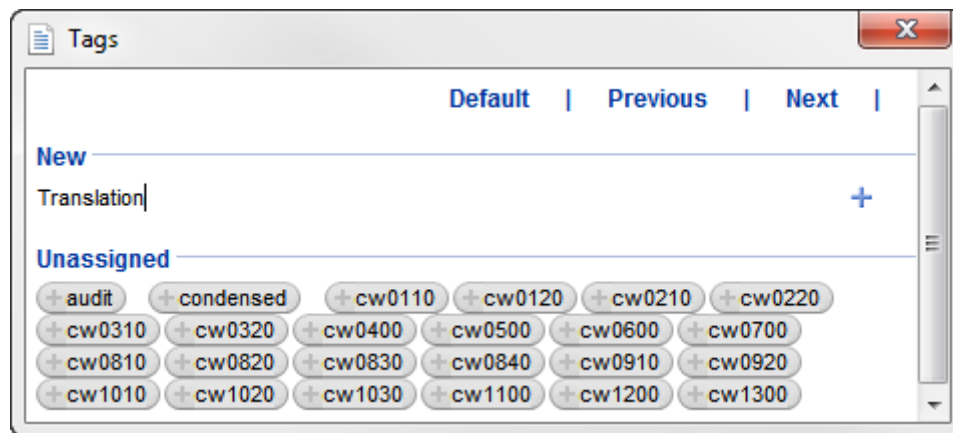 Tags
Default | Previous | Next |
New
Translation
Unassigned
audit condensed cw0110 cw0120 cw0210 cw0220
cw0310 cw0320 cw0400 cw0500 cw0600 cw0700
cw0810 cw0820 cw0830 cw0840 cw0910 cw0920
cw1010 cw1020 cw1030 cw1100 cw1200 cw1300